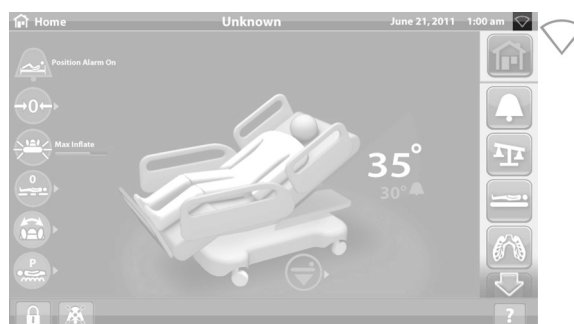 Home
Unknown
June 21, 2011 1:00 am
Position Alarm On
0
Max Inflate
0
P
35°
30°
?